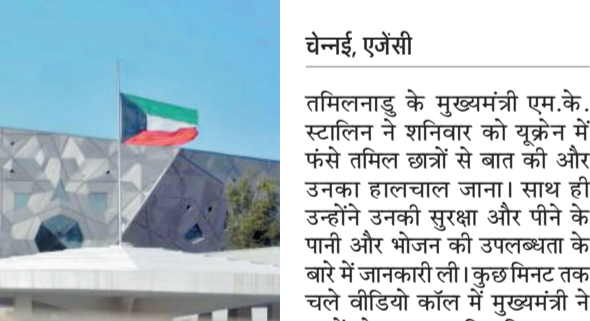 चेन्नई, एजेंसी
तमिलनाडु के मुख्यमंत्री एम.के.
स्टालिन ने शनिवार को यूक्रेन में
फंसे तमिल छात्रों से बात की और
उनका हालचाल जाना। साथ ही
उन्होंने उनकी सुरक्षा और पीने के
पानी और भोजन की उपलब्धता के
बारे में जानकारी ली। कुछ मिनट तक
चले वीडियो कॉल में मुख्यमंत्री ने